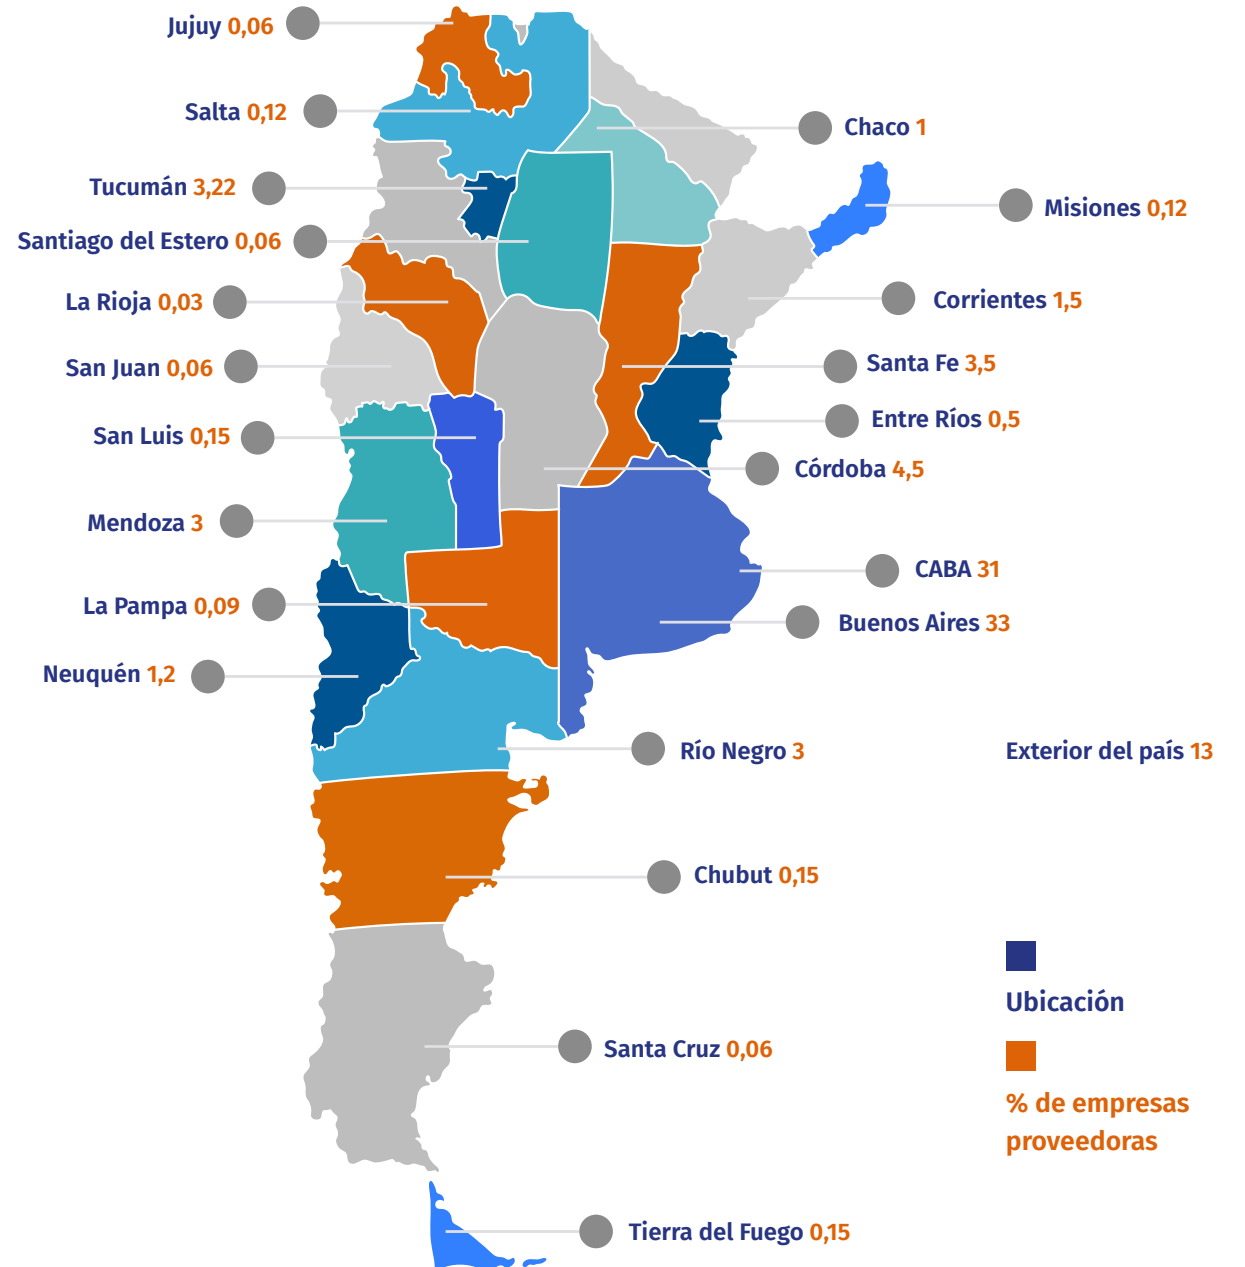 Jujuy 0,06
Salta 0,12
Chaco 1
Tucumán 3,22
Misiones 0,12
Santiago del Estero 0,06
La Rioja 0,03
Corrientes 1,5
San Juan 0,06
Santa Fe 3,5
San Luis 0,15
Entre Ríos 0,5
Córdoba 4,5
Mendoza 3
CABA 31
La Pampa 0,09
Buenos Aires 33
Neuquén 1,2
Río Negro 3
Exterior del país 13
Chubut 0,15
Santa Cruz 0,06
Tierra del Fuego 0,15
Ubicación
% de empresas
proveedoras